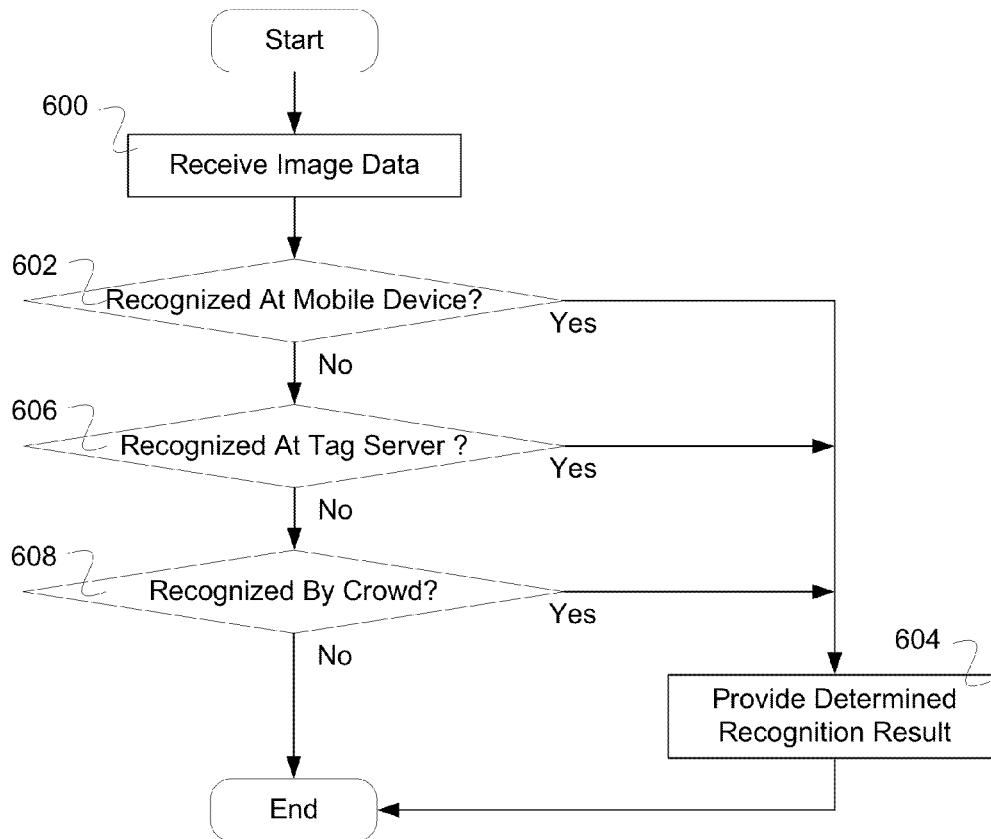 Start
600
Receive Image Data
602
Recognized At Mobile Device?
Yes
No
606
Recognized At Tag Server ?
Yes
No
608
Recognized By Crowd?
Yes
No
604
Provide Determined
Recognition Result
End